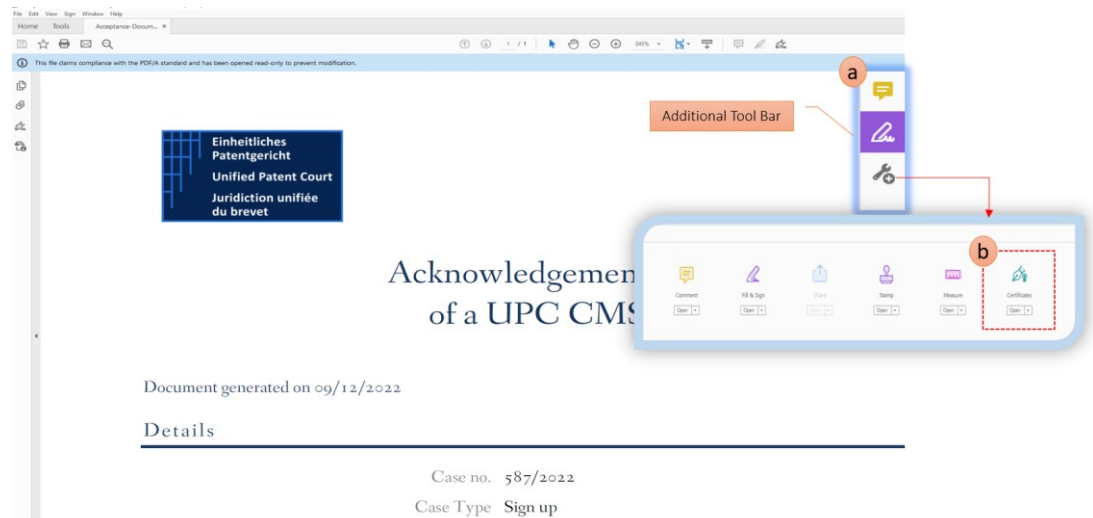 File Edit View Sign Window Help
Home Tools Acceptance-Docum... ×
1 / 1 245%
This file claims compliance with the PDF/A standard and has been opened read-only to prevent modification.
a
Additional Tool Bar
Einheitliches
Patentgericht
Unified Patent Court
Juridiction unifiée
du brevet
b
Comment Fill & Sign Share Stamp Measure Certificates
Open Open Open Open Open Open
Acknowledgemen
of a UPC CMS
Document generated on 09/12/2022
Details
Case no. 587/2022
Case Type Sign up